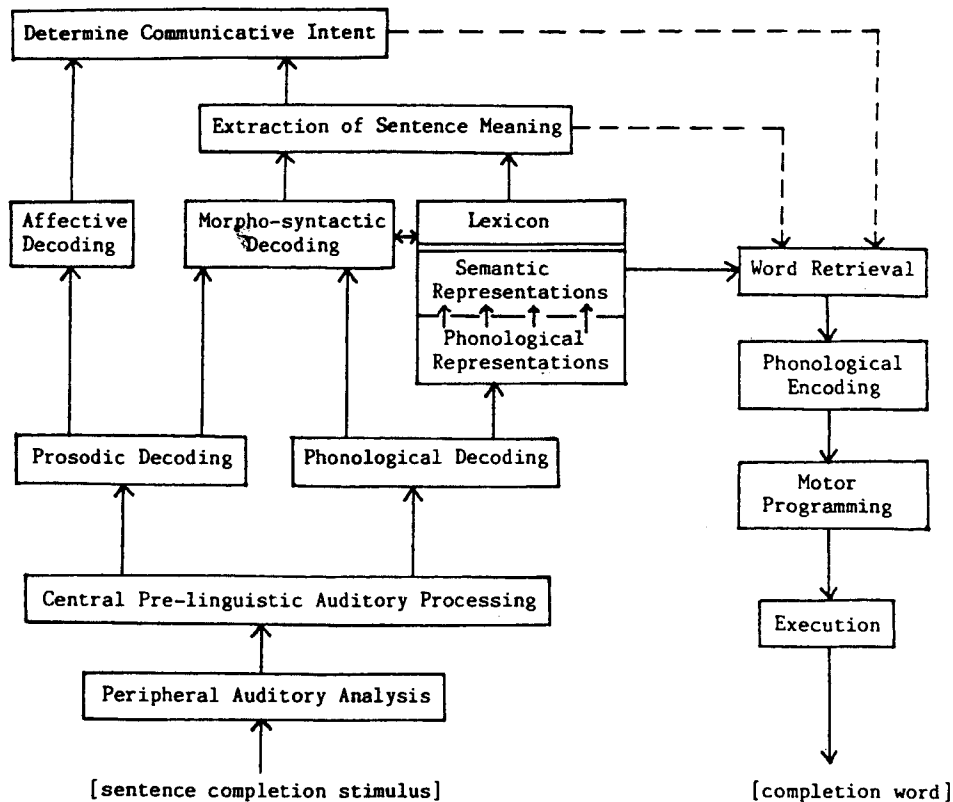 Determine Communicative Intent
Extraction of Sentence Meaning
Affective
Decoding
Morpho-syntactic
Decoding
Lexicon
Semantic
Representations
Phonological
Representations
Word Retrieval
Phonological
Encoding
Prosodic Decoding
Phonological Decoding
Motor
Programming
Central Pre-linguistic Auditory Processing
Execution
Peripheral Auditory Analysis
[sentence completion stimulus]
[completion word]